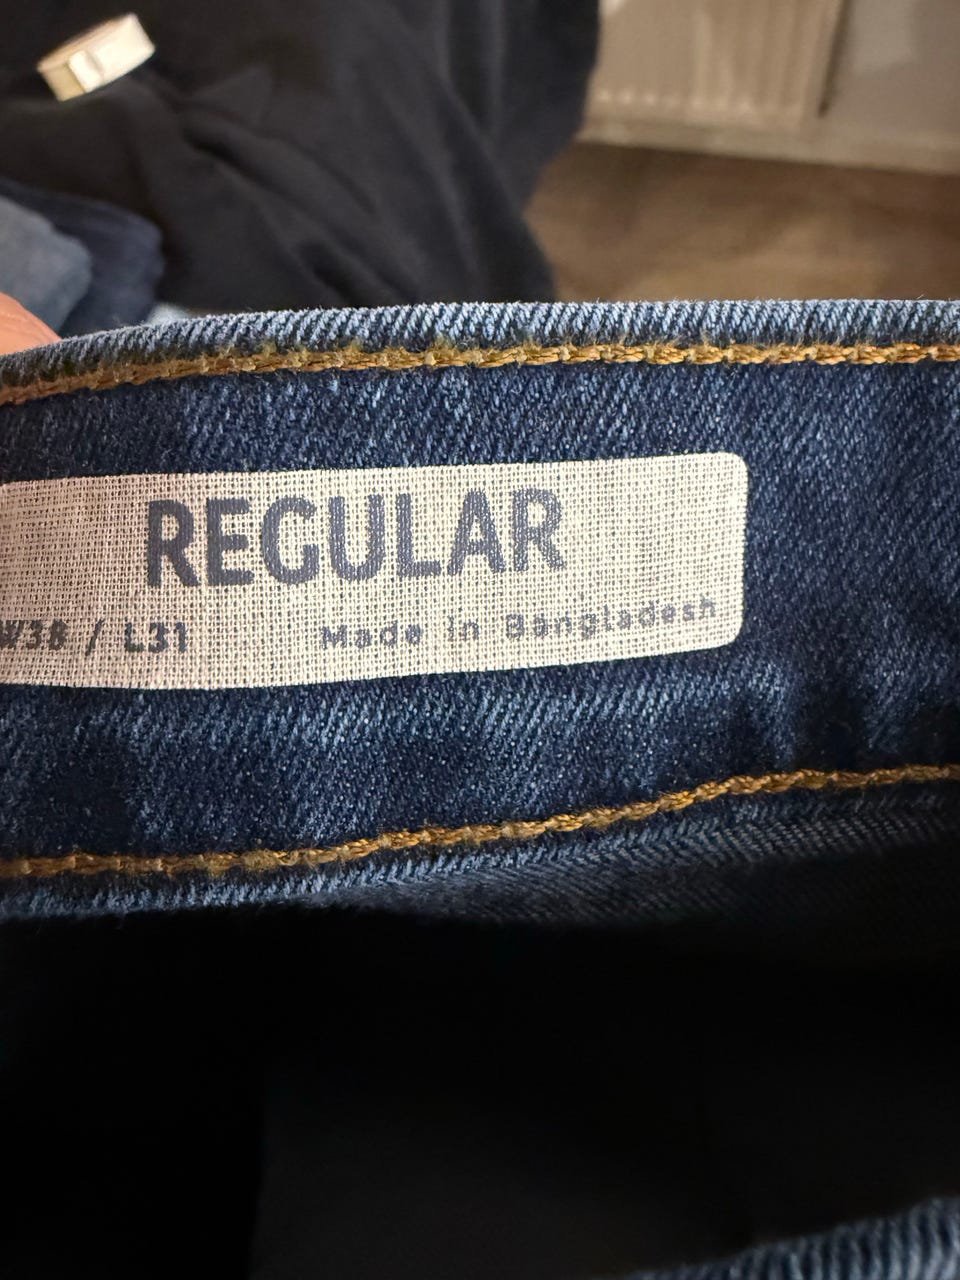 REGULAR
W38 / L31 Made in Bangladesh